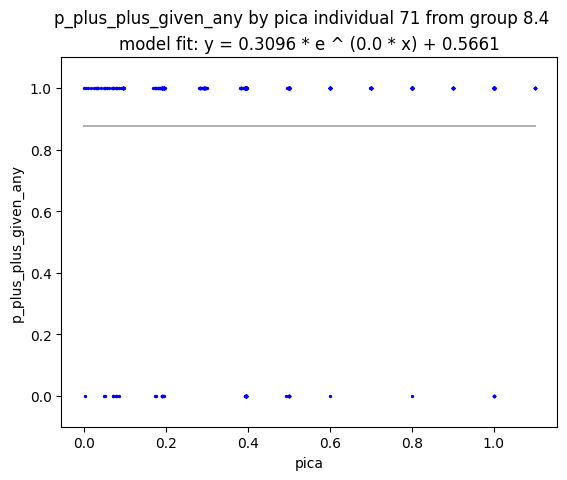 p_plus_plus_given_any by pica individual 71 from group 8.4
model fit: y = 0.3096 * e ^ (0.0 * x) + 0.5661
1.0
0.8
0.6
0.4
0.2
0.0
p_plus_plus_given_any
0.0 0.2 0.4 0.6 0.8 1.0
pica